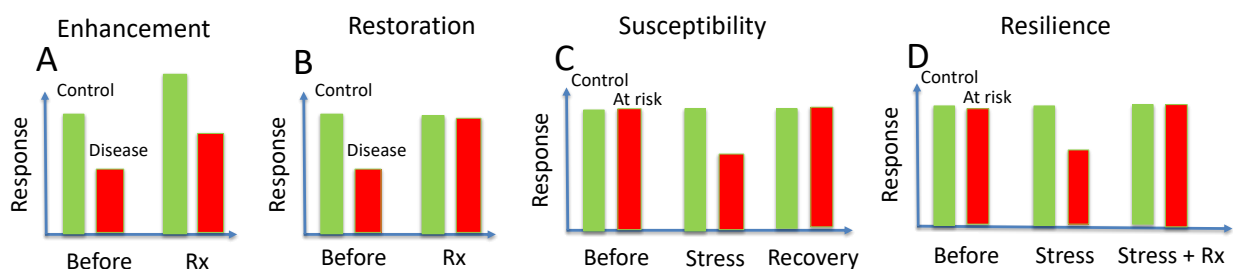 Enhancement
A
Control
Disease
Response
Before Rx
Restoration
B
Control
Disease
Response
Before Rx
Susceptibility
C
Control
At risk
Response
Before Stress Recovery
Resilience
D
Control
At risk
Response
Before Stress Stress + Rx